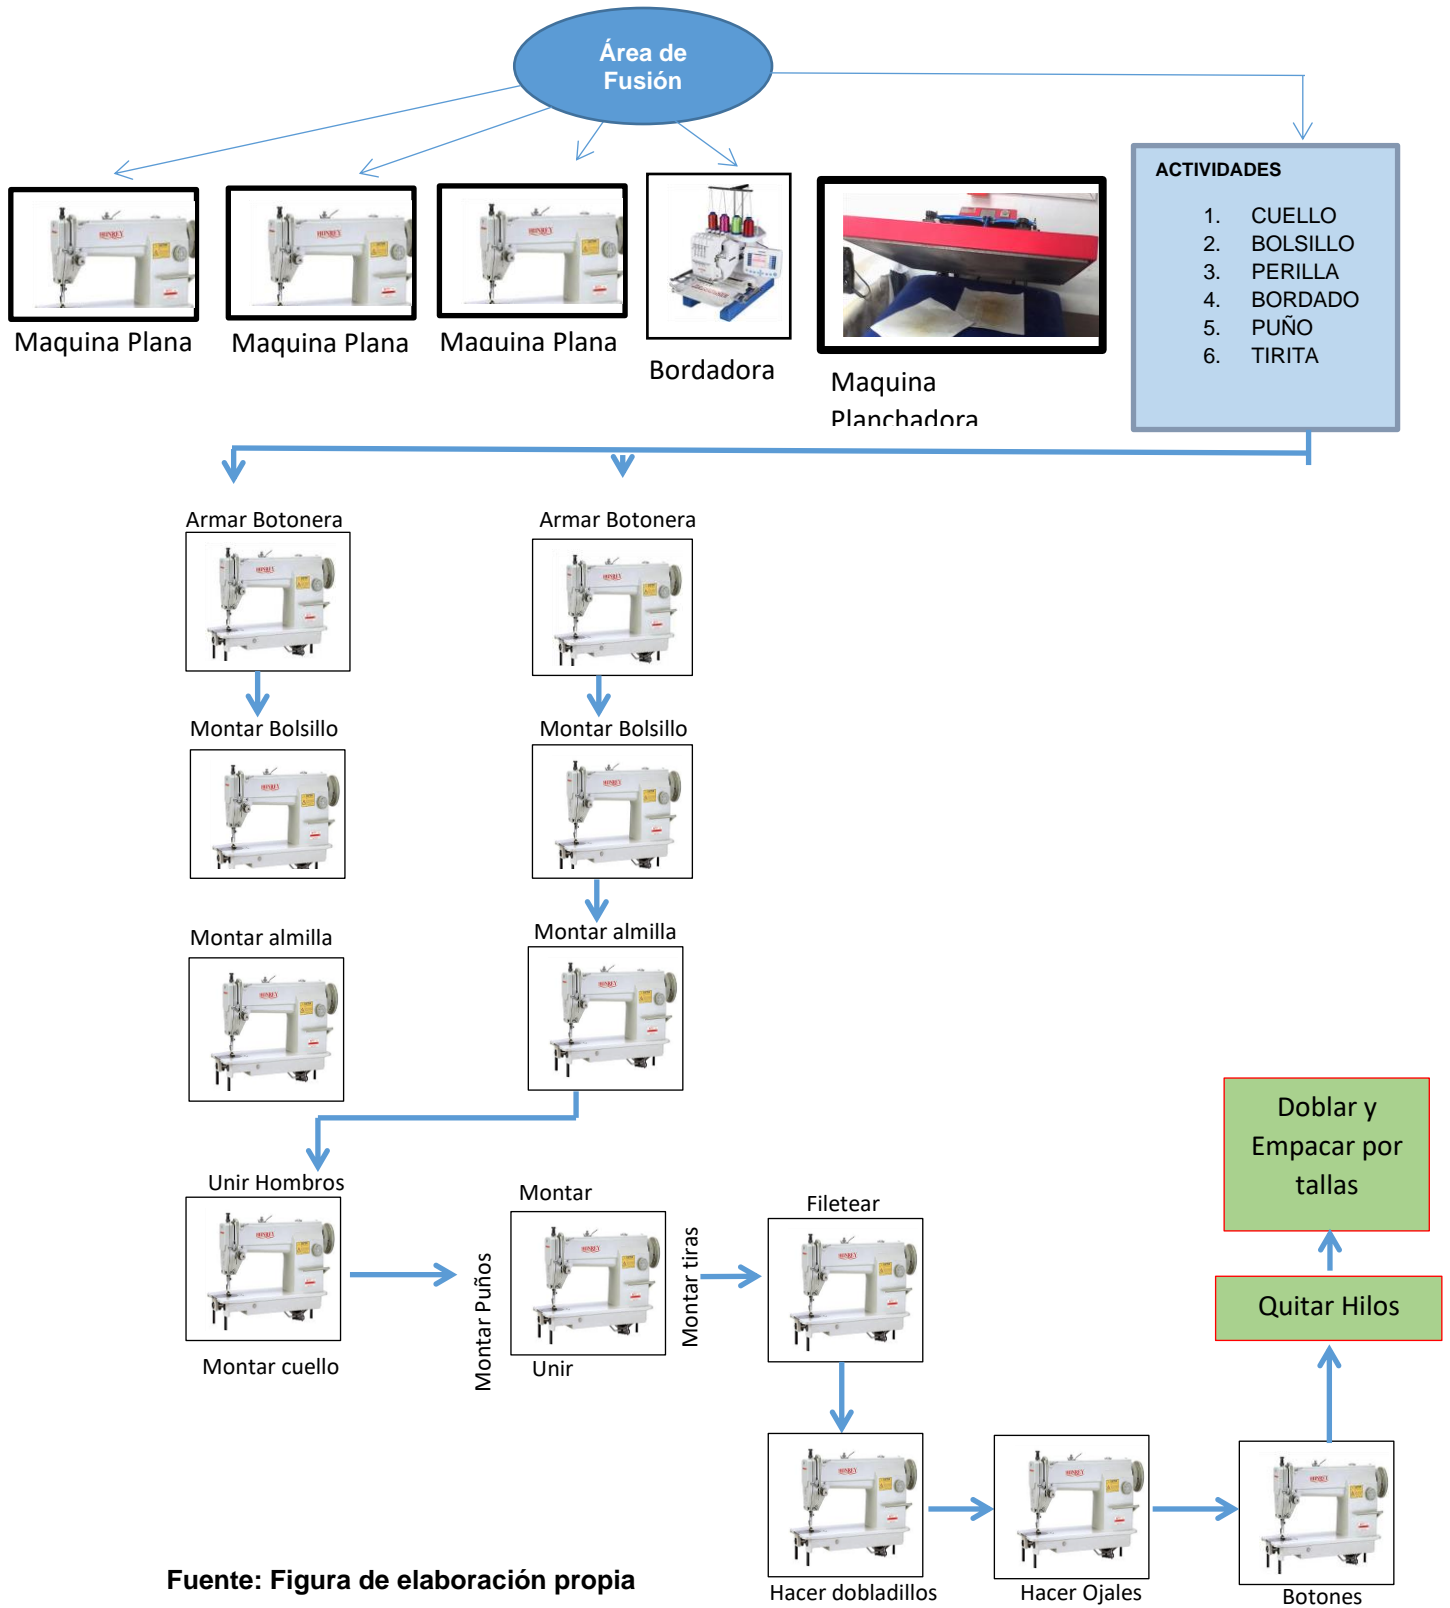 Área de
Fusión
Maquina Plana
Maquina Plana
Maquina Plana
Bordadora
Maquina
Planchadora
ACTIVIDADES
1. CUELLO
2. BOLSILLO
3. PERILLA
4. BORDADO
5. PUÑO
6. TIRITA
Armar Botonera
Armar Botonera
Montar Bolsillo
Montar Bolsillo
Montar almilla
Montar almilla
Unir Hombros
Montar cuello
Montar Puños
Montar
Unir
Montar tiras
Filetear
Hacer dobladillos
Hacer Ojales
Botones
Quitar Hilos
Doblar y
Empacar por
tallas
Fuente: Figura de elaboración propia